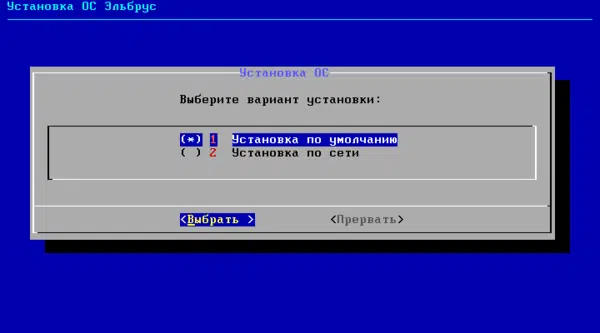 Установка ОС Эльбрус
Установка ОС
Выберите вариант установки:
(*) 1 Установка по умолчанию
( ) 2 Установка по сети
<Выбрать > <Прервать>